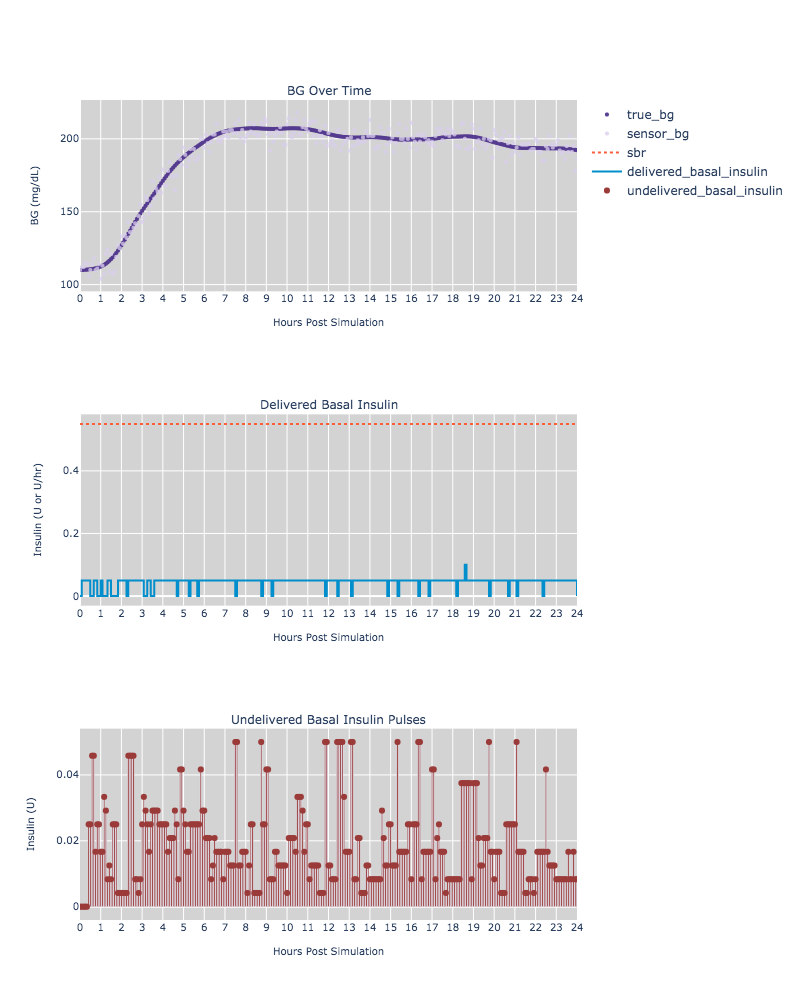 BG Over Time
200
150
100
BG (mg/dL)
0 1 2 3 4 5 6 7 8 9 10 11 12 13 14 15 16 17 18 19 20 21 22 23 24
Hours Post Simulation
true_bg
sensor_bg
sbr
delivered_basal_insulin
undelivered_basal_insulin
Delivered Basal Insulin
0.4
0.2
0
Insulin (U or U/hr)
0 1 2 3 4 5 6 7 8 9 10 11 12 13 14 15 16 17 18 19 20 21 22 23 24
Hours Post Simulation
Undelivered Basal Insulin Pulses
0.04
0.02
0
Insulin (U)
0 1 2 3 4 5 6 7 8 9 10 11 12 13 14 15 16 17 18 19 20 21 22 23 24
Hours Post Simulation